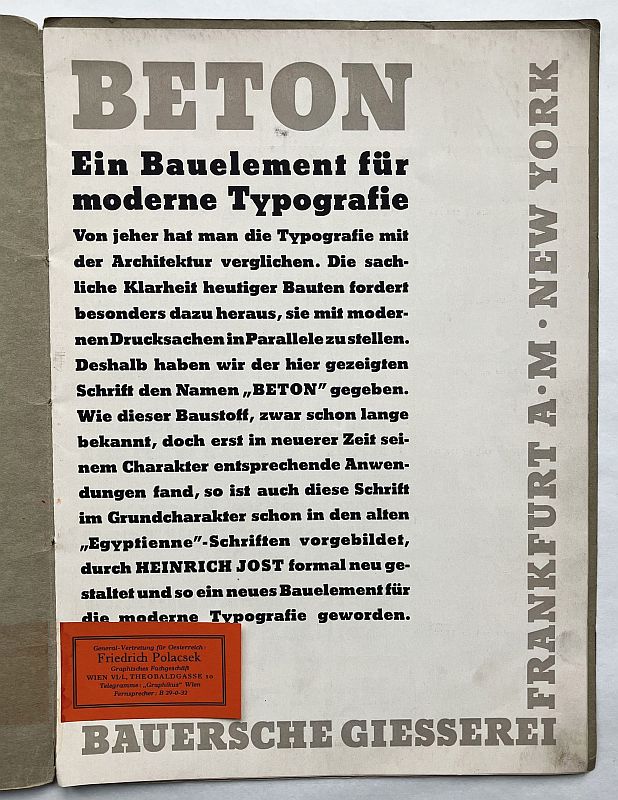 BETON
Ein Bauelement für
moderne Typografie
Von jeher hat man die Typografie mit
der Architektur verglichen. Die sach-
liche Klarheit heutiger Bauten fordert
besonders dazu heraus, sie mit moder-
nen Drucksachen in Parallele zu stellen.
Deshalb haben wir der hier gezeigten
Schrift den Namen „BETON” gegeben.
Wie dieser Baustoff, zwar schon lange
bekannt, doch erst in neuerer Zeit sei-
nem Charakter entsprechende Anwen-
dungen fand, so ist auch diese Schrift
im Grundcharakter schon in den alten
„Egyptienne”-Schriften vorgebildet,
durch HEINRICH JOST formal neu ge-
staltet und so ein neues Bauelement für
die moderne Typografie geworden.
General-Vertretung für Oesterreich:
Friedrich Polacsek
Graphisches Fachgeschäft
WIEN VI/1, THEOBALDGASSE 10
Telegramme: „Graphikus” Wien
Fernsprecher: B 29-0-32
BAUERSCHE GIESSEREI
FRANKFURT A·M · NEW YORK